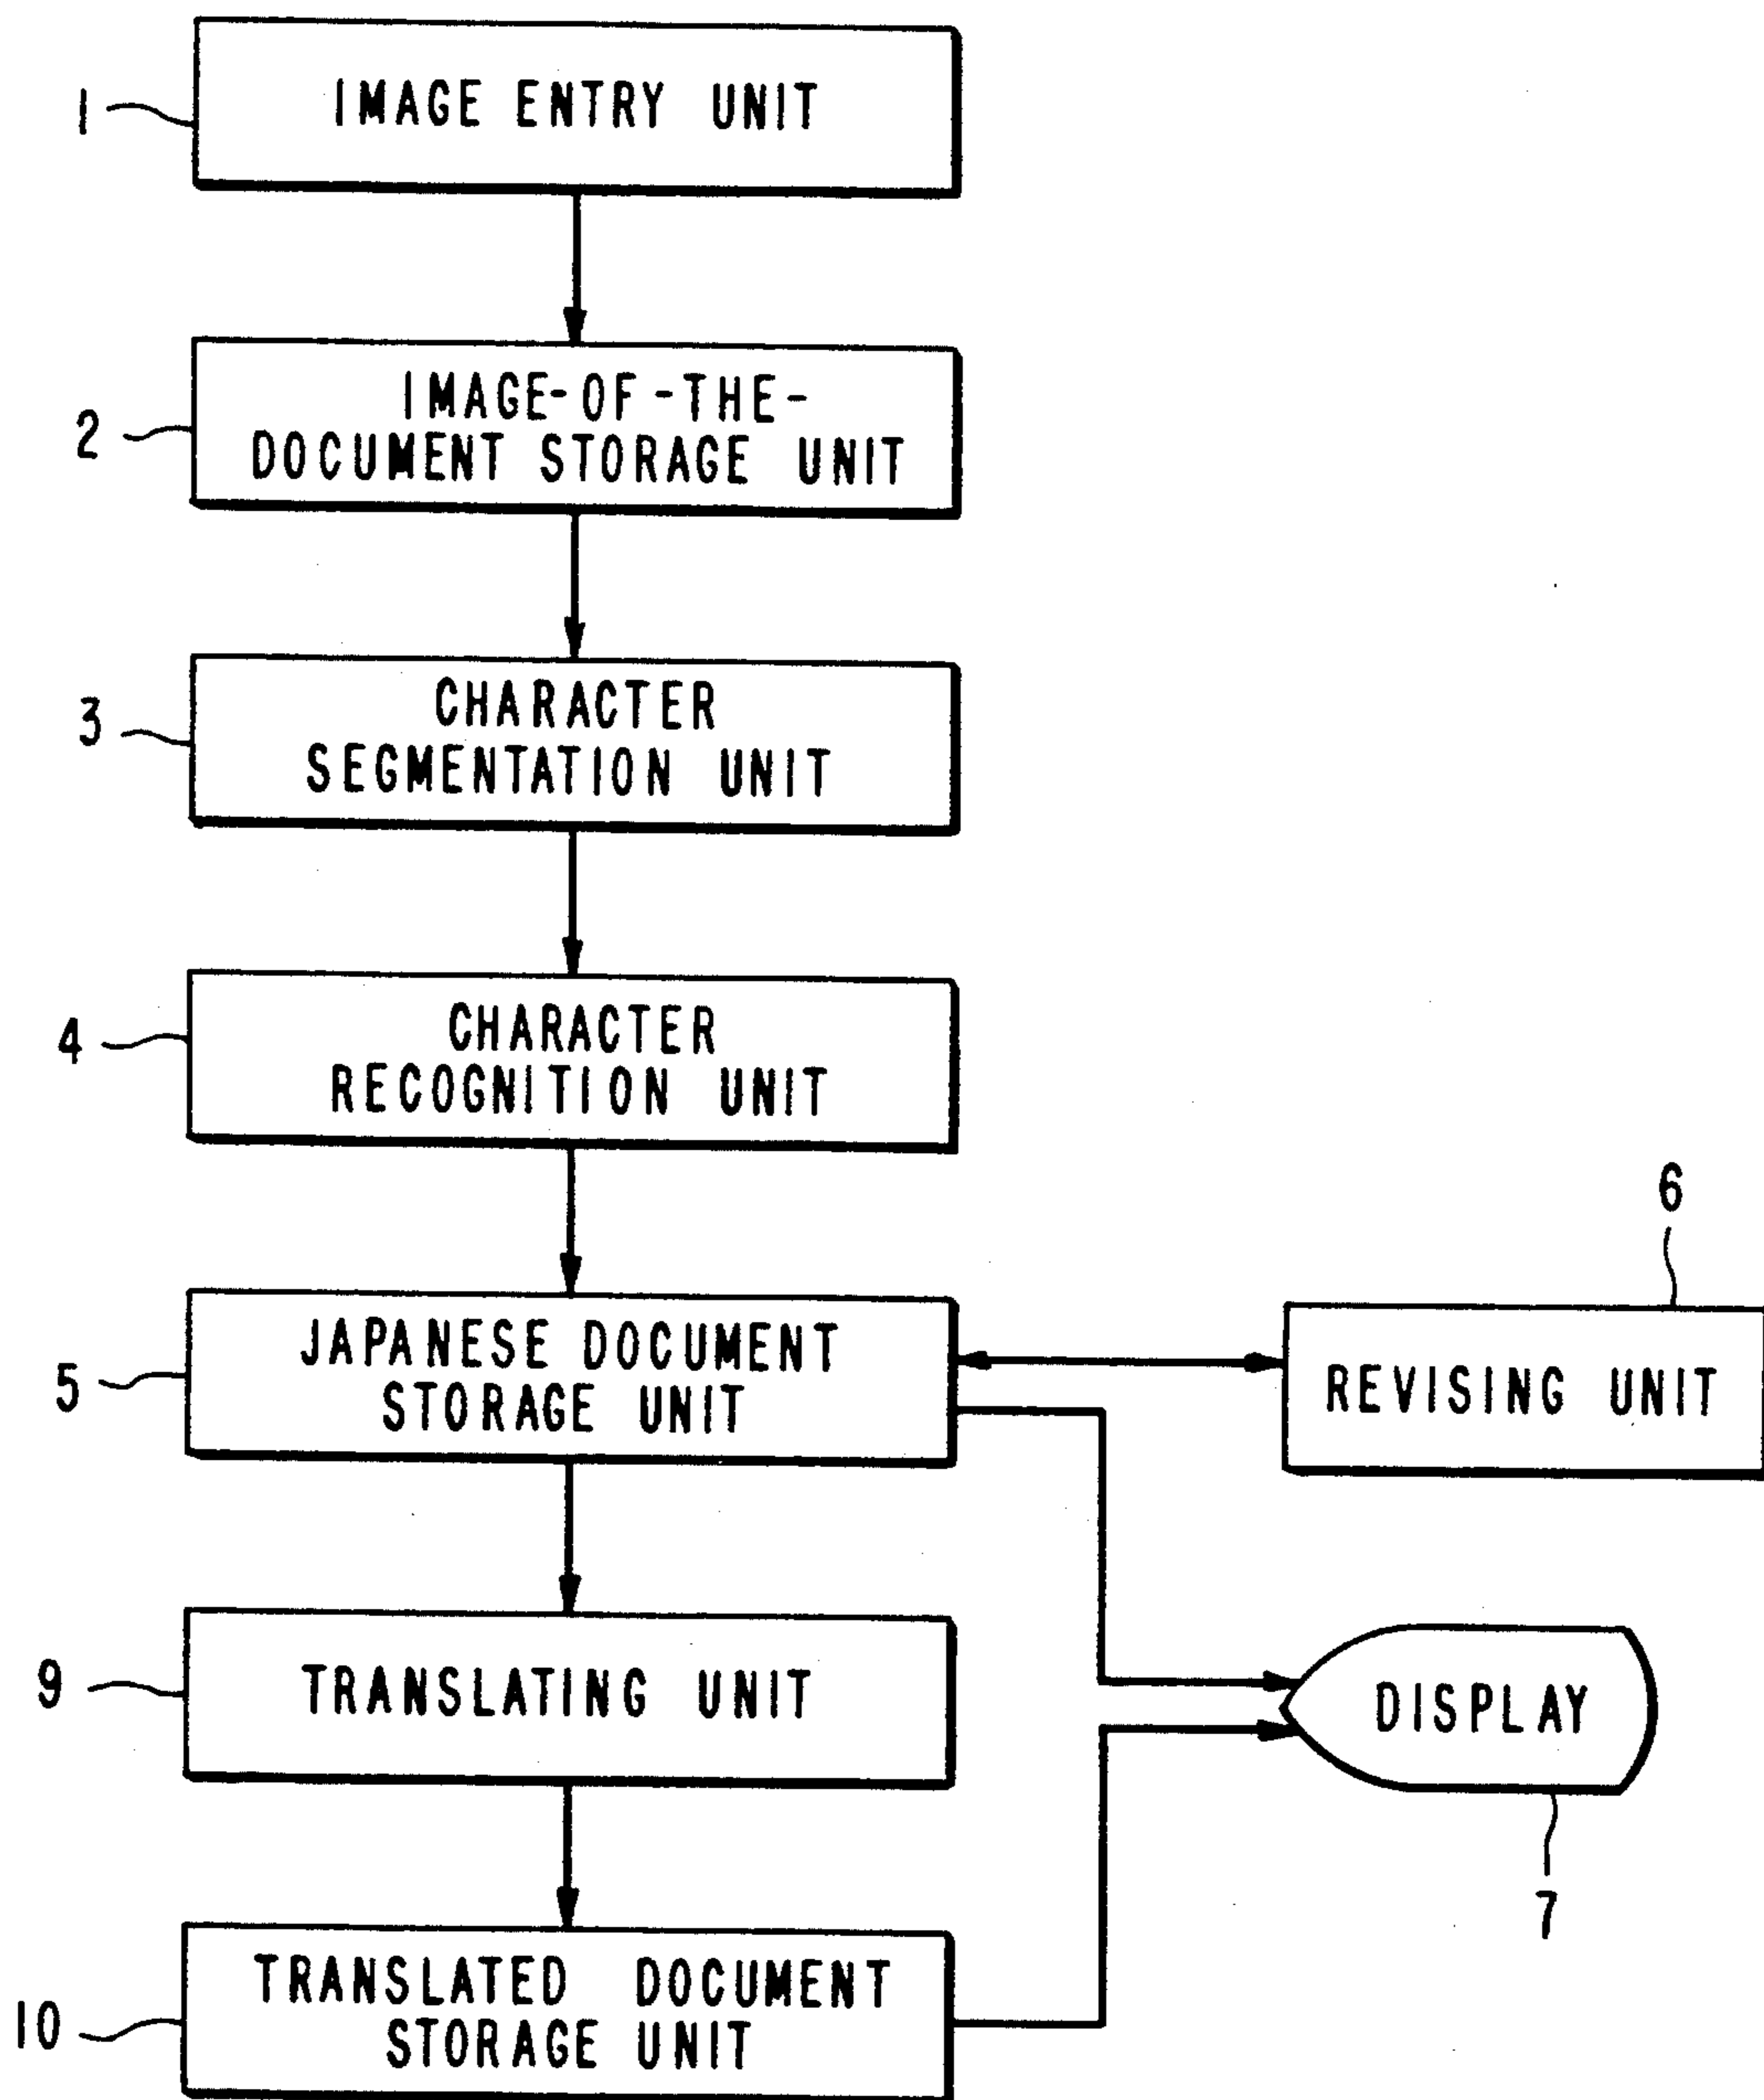 1
IMAGE ENTRY UNIT
2
IMAGE-OF-THE-
DOCUMENT STORAGE UNIT
3
CHARACTER
SEGMENTATION UNIT
4
CHARACTER
RECOGNITION UNIT
5
JAPANESE DOCUMENT
STORAGE UNIT
6
REVISING UNIT
9
TRANSLATING UNIT
DISPLAY
7
10
TRANSLATED DOCUMENT
STORAGE UNIT